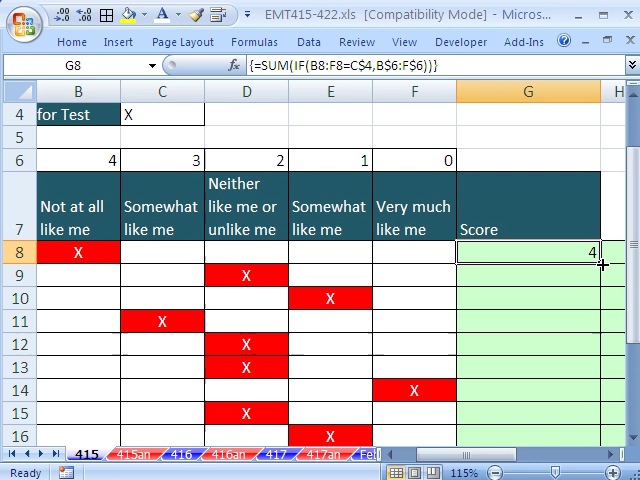 EMT415-422.xls [Compatibility Mode] - Micros...
Home Insert Page Layout Formulas Data Review View Developer Add-Ins
G8 fx {=SUM(IF(B8:F8=C$4,B$6:F$6))}
B C D E F G H
4 for Test X
5
6 4 3 2 1 0
7 Not at all like me Somewhat like me Neither like me or unlike me Somewhat like me Very much like me Score
8 X 4
9 X
10 X
11 X
12 X
13 X
14 X
15 X
16 X
415 415an 416 416an 417 417an
Ready 115%